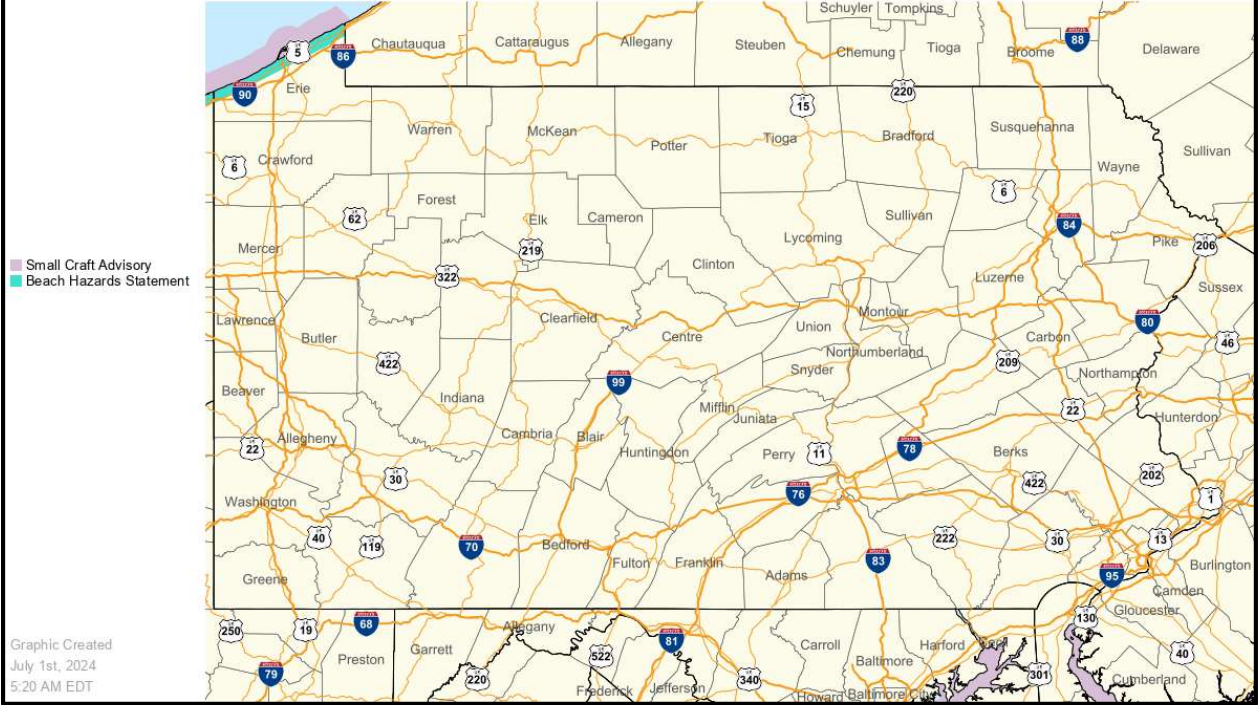 Schuyler Tompkins
5
Chautauqua
Cattaraugus
Allegany
Steuben
Chemung
Tioga
Broome
88
Delaware
86
90
Erie
15
220
Warren
McKean
Potter
Tioga
Bradford
Susquehanna
Sullivan
6
Crawford
Wayne
62
Forest
Elk
Cameron
6
Sullivan
84
Mercer
219
Lycoming
Pike
206
Small Craft Advisory
Beach Hazards Statement
322
Clinton
Luzerne
Sussex
Lawrence
Clearfield
Montour
80
Butler
Centre
Union
Carbon
46
422
Northumberland
209
Snyder
Northampton
Beaver
99
Indiana
Mifflin
22
Juniata
Hunterdon
Allegheny
Cambria
Blair
22
Huntingdon
Perry
11
78
Berks
30
76
422
202
Washington
1
40
119
70
Bedford
222
30
13
Greene
Fulton
Franklin
Adams
83
95
Burlington
Camden
Gloucester
250
19
68
Allegany
81
130
Graphic Created
Preston
Garrett
522
Carroll
Harford
Cecil
40
July 1st, 2024
79
220
Baltimore
301
Cumberland
5:20 AM EDT
Frederick
Jefferson
340
Howard
Baltimore City